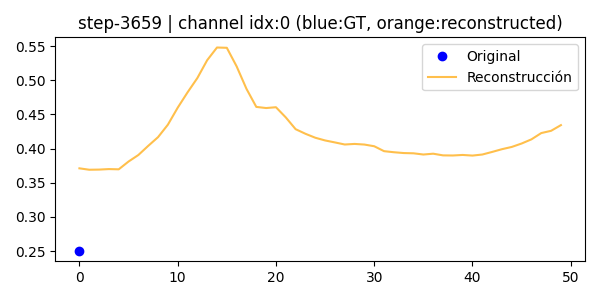 step-3659 | channel idx:0 (blue:GT, orange:reconstructed)
Original
Reconstrucción
0.55
0.50
0.45
0.40
0.35
0.30
0.25
0 10 20 30 40 50